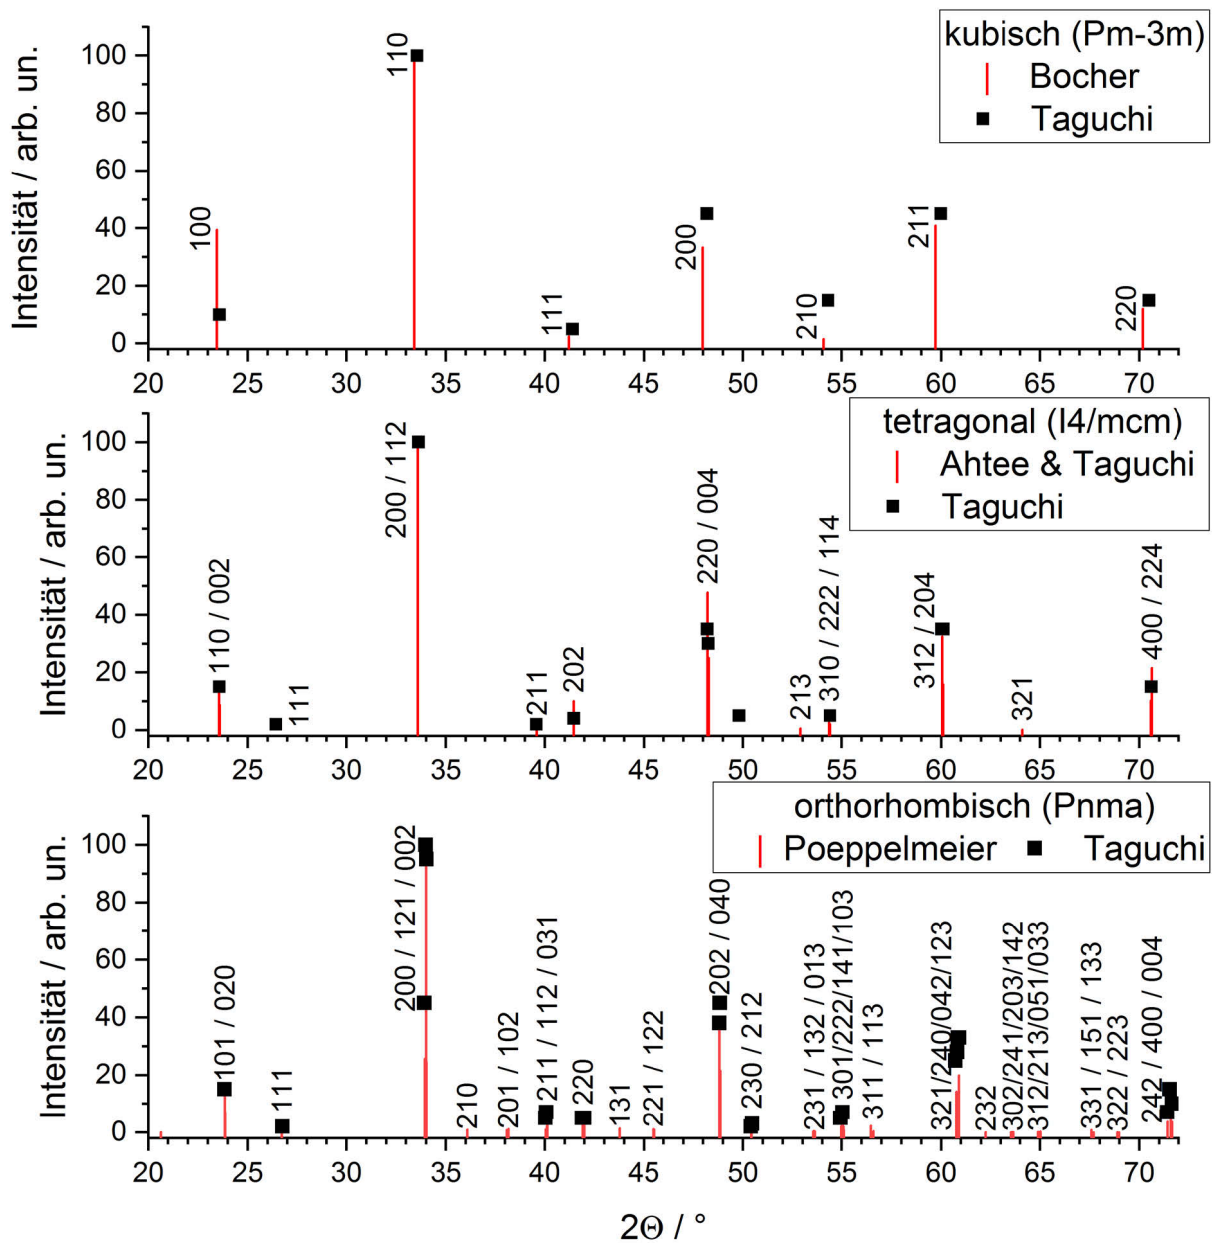 kubisch (Pm-3m)
Bocher
Taguchi
Intensität / arb. un.
100
80
60
40
20
0
100
110
111
200
210
211
220
20 25 30 35 40 45 50 55 60 65 70
tetragonal (I4/mcm)
Ahtee & Taguchi
Taguchi
Intensität / arb. un.
100
80
60
40
20
0
110 / 002
111
200 / 112
211
202
220 / 004
213
310 / 222 / 114
312 / 204
321
400 / 224
20 25 30 35 40 45 50 55 60 65 70
orthorhombisch (Pnma)
Poeppelmeier
Taguchi
Intensität / arb. un.
100
80
60
40
20
0
101 / 020
111
200 / 121 / 002
210
201 / 102
211 / 112 / 031
220
131
221 / 122
202 / 040
230 / 212
231 / 132 / 013
301/222/141/103
311 / 113
321/240/042/123
232
302/241/203/142
312/213/051/033
331 / 151 / 133
322 / 223
242 / 400 / 004
20 25 30 35 40 45 50 55 60 65 70
2Θ / °